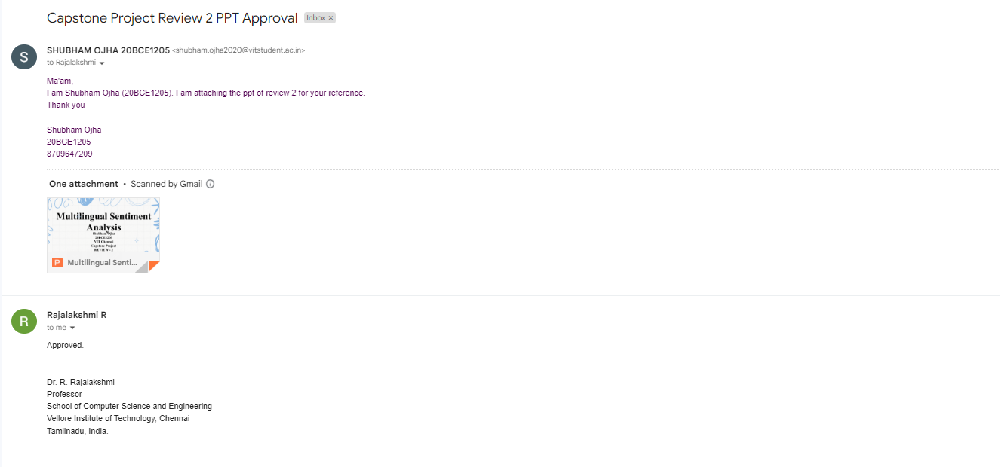 Capstone Project Review 2 PPT Approval Inbox ×
S
SHUBHAM OJHA 20BCE1205 <shubham.ojha2020@vitstudent.ac.in>
to Rajalakshmi
Ma'am,
I am Shubham Ojha (20BCE1205). I am attaching the ppt of review 2 for your reference.
Thank you
Shubham Ojha
20BCE1205
8709647209
One attachment • Scanned by Gmail
Multilingual Sentiment
Analysis
Shubham Ojha
20BCE1205
VIT Chennai
Capstone Project
REVIEW - 2
P Multilingual Senti...
R
Rajalakshmi R
to me
Approved.
Dr. R. Rajalakshmi
Professor
School of Computer Science and Engineering
Vellore Institute of Technology, Chennai
Tamilnadu, India.